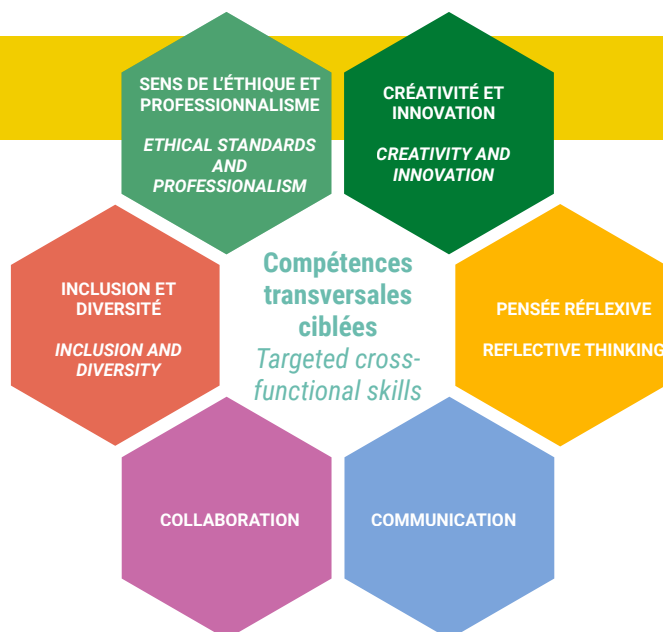 SENS DE L'ÉTHIQUE ET
PROFESSIONNALISME
ETHICAL STANDARDS
AND
PROFESSIONALISM
CRÉATIVITÉ ET
INNOVATION
CREATIVITY AND
INNOVATION
INCLUSION ET
DIVERSITÉ
INCLUSION AND
DIVERSITY
Compétences
transversales
ciblées
Targeted cross-
functional skills
PENSÉE RÉFLEXIVE
REFLECTIVE THINKING
COLLABORATION
COMMUNICATION